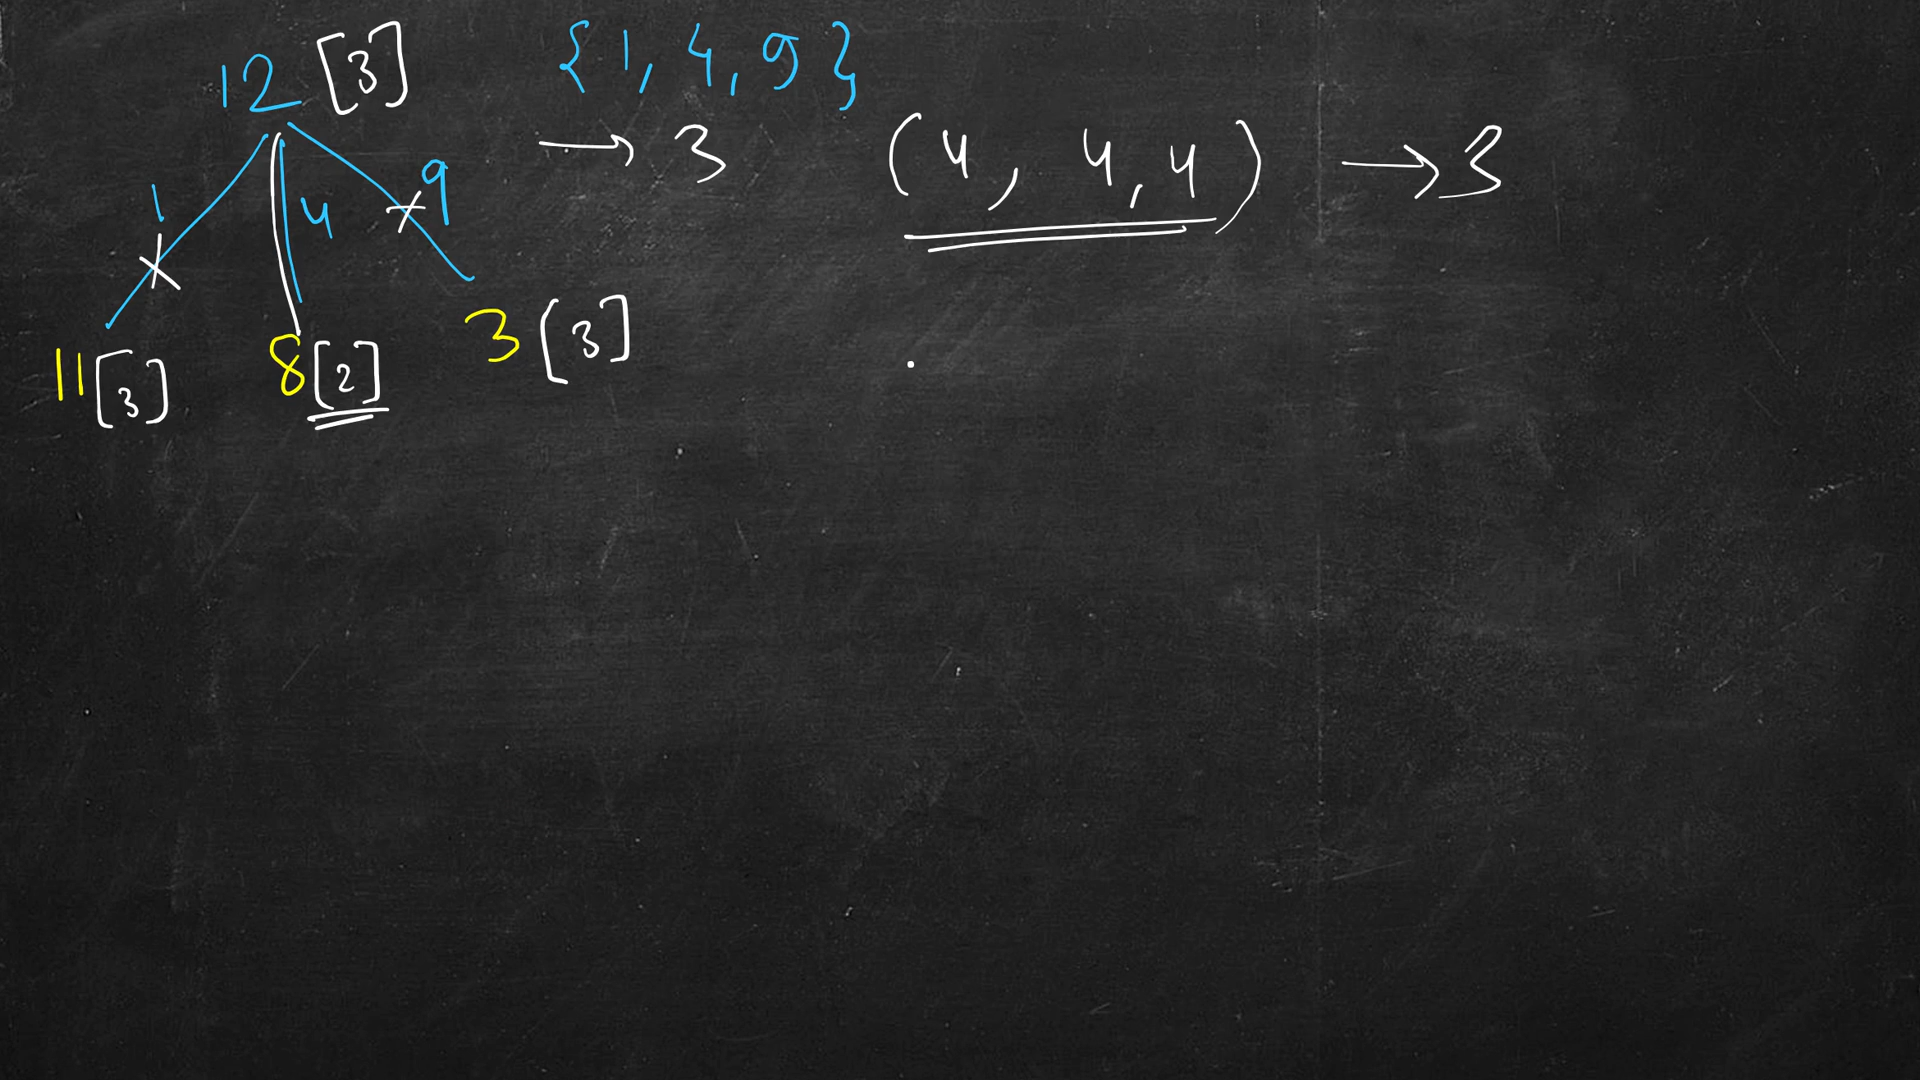 12 [3] {1, 4, 9}
→ 3 (4, 4, 4) → 3
1 4 9
11 [3] 8 [2] 3 [3]